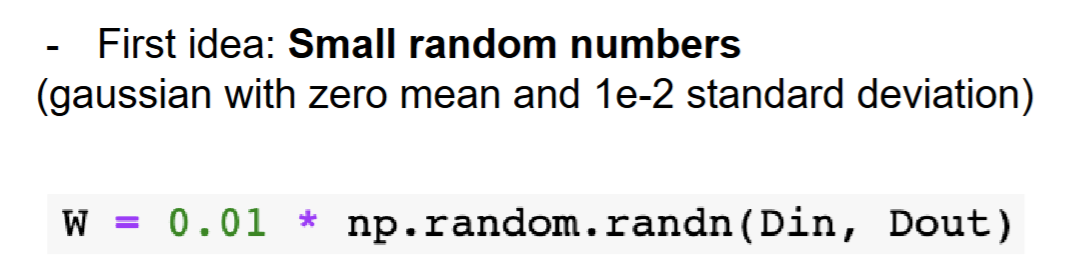 - First idea: Small random numbers
(gaussian with zero mean and 1e-2 standard deviation)
W = 0.01 * np.random.randn(Din, Dout)